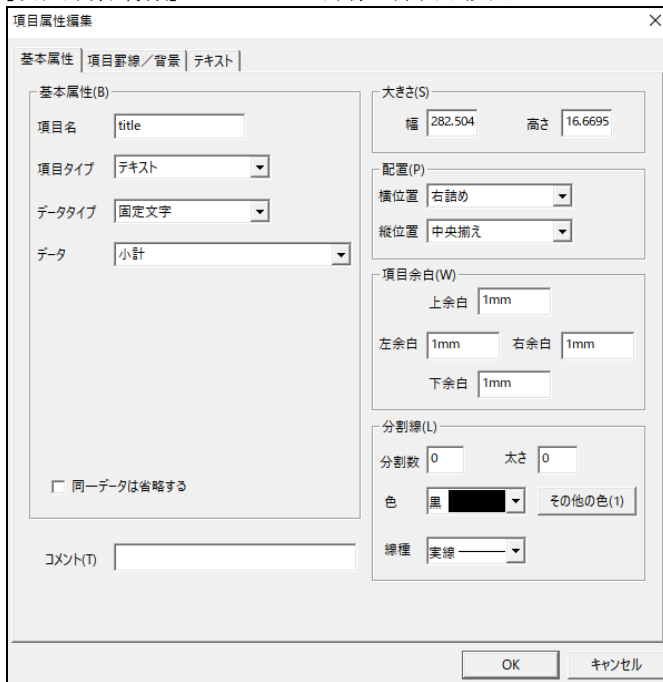 項目属性編集
基本属性 項目罫線／背景 テキスト
基本属性(B)
項目名 title
項目タイプ テキスト
データタイプ 固定文字
データ 小計
同一データは省略する
コメント(T)
大きさ(S)
幅 282.504 高さ 16.6695
配置(P)
横位置 右詰め
縦位置 中央揃え
項目余白(W)
上余白 1mm
左余白 1mm 右余白 1mm
下余白 1mm
分割線(L)
分割数 0 太さ 0
色 黒 その他の色(1)
線種 実線
OK キャンセル